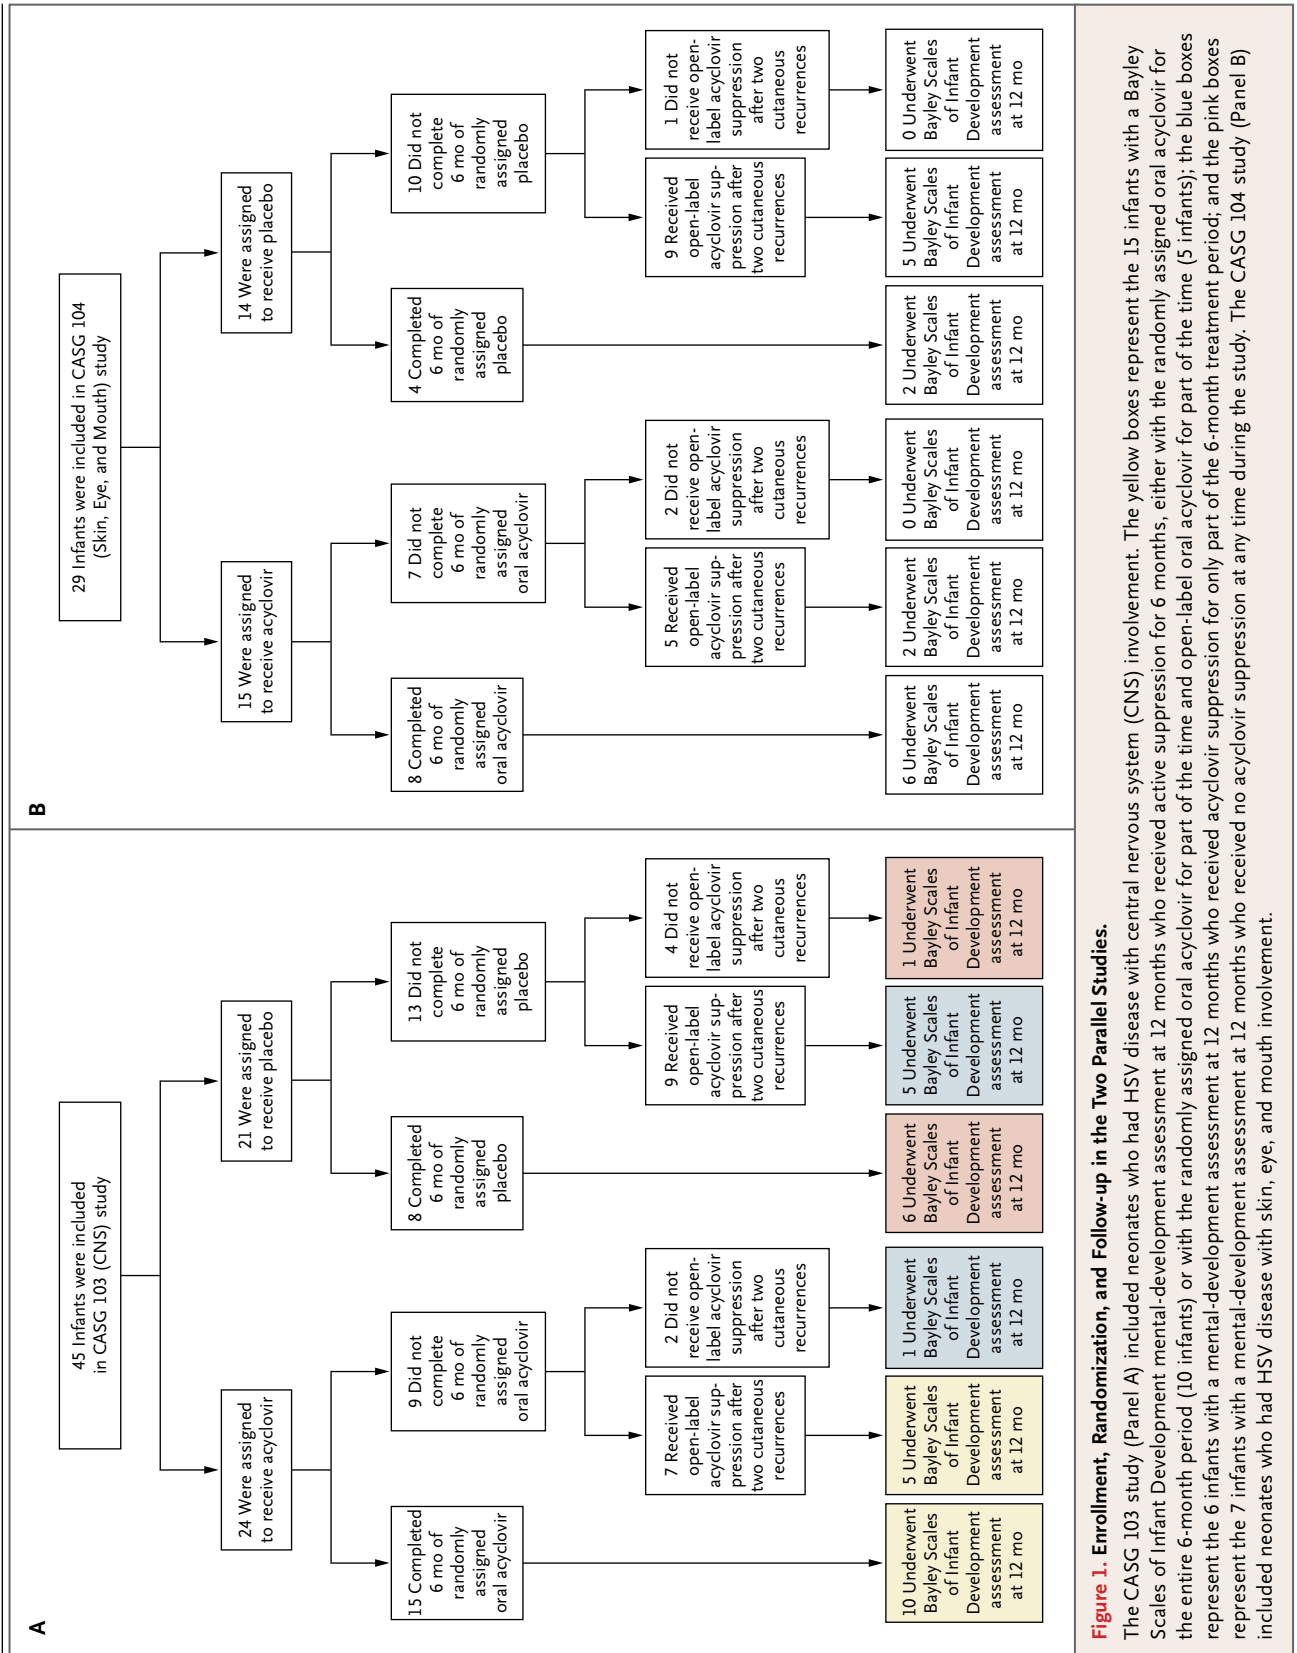 A
45 Infants were included
in CASG 103 (CNS) study
24 Were assigned
to receive acyclovir
21 Were assigned
to receive placebo
15 Completed
6 mo of
randomly
assigned
oral acyclovir
9 Did not
complete
6 mo of
randomly
assigned
oral acyclovir
8 Completed
6 mo of
randomly
assigned
placebo
13 Did not
complete
6 mo of
randomly
assigned
placebo
7 Received
open-label
acyclovir sup-
pression after
two cutaneous
recurrences
2 Did not
receive open-
label acyclovir
suppression
after two
cutaneous
recurrences
9 Received
open-label
acyclovir sup-
pression after
two cutaneous
recurrences
4 Did not
receive open-
label acyclovir
suppression
after two
cutaneous
recurrences
10 Underwent
Bayley Scales
of Infant
Development
assessment
at 12 mo
5 Underwent
Bayley Scales
of Infant
Development
assessment
at 12 mo
1 Underwent
Bayley Scales
of Infant
Development
assessment
at 12 mo
6 Underwent
Bayley Scales
of Infant
Development
assessment
at 12 mo
5 Underwent
Bayley Scales
of Infant
Development
assessment
at 12 mo
1 Underwent
Bayley Scales
of Infant
Development
assessment
at 12 mo
B
29 Infants were included in CASG 104
(Skin, Eye, and Mouth) study
15 Were assigned
to receive acyclovir
14 Were assigned
to receive placebo
8 Completed
6 mo of
randomly
assigned
oral acyclovir
7 Did not
complete
6 mo of
randomly
assigned
oral acyclovir
4 Completed
6 mo of
randomly
assigned
placebo
10 Did not
complete
6 mo of
randomly
assigned
placebo
5 Received
open-label
acyclovir sup-
pression after
two cutaneous
recurrences
2 Did not
receive open-
label acyclovir
suppression
after two
cutaneous
recurrences
9 Received
open-label
acyclovir sup-
pression after
two cutaneous
recurrences
1 Did not
receive open-
label acyclovir
suppression
after two
cutaneous
recurrences
6 Underwent
Bayley Scales
of Infant
Development
assessment
at 12 mo
2 Underwent
Bayley Scales
of Infant
Development
assessment
at 12 mo
0 Underwent
Bayley Scales
of Infant
Development
assessment
at 12 mo
2 Underwent
Bayley Scales
of Infant
Development
assessment
at 12 mo
5 Underwent
Bayley Scales
of Infant
Development
assessment
at 12 mo
0 Underwent
Bayley Scales
of Infant
Development
assessment
at 12 mo
Figure 1. Enrollment, Randomization, and Follow-up in the Two Parallel Studies.
The CASG 103 study (Panel A) included neonates who had HSV disease with central nervous system (CNS) involvement. The yellow boxes represent the 15 infants with a Bayley
Scales of Infant Development mental-development assessment at 12 months who received active suppression for 6 months, either with the randomly assigned oral acyclovir for
the entire 6-month period (10 infants) or with the randomly assigned oral acyclovir for part of the time and open-label oral acyclovir for part of the time (5 infants); the blue boxes
represent the 6 infants with a mental-development assessment at 12 months who received acyclovir suppression for only part of the 6-month treatment period; and the pink boxes
represent the 7 infants with a mental-development assessment at 12 months who received no acyclovir suppression at any time during the study. The CASG 104 study (Panel B)
included neonates who had HSV disease with skin, eye, and mouth involvement.